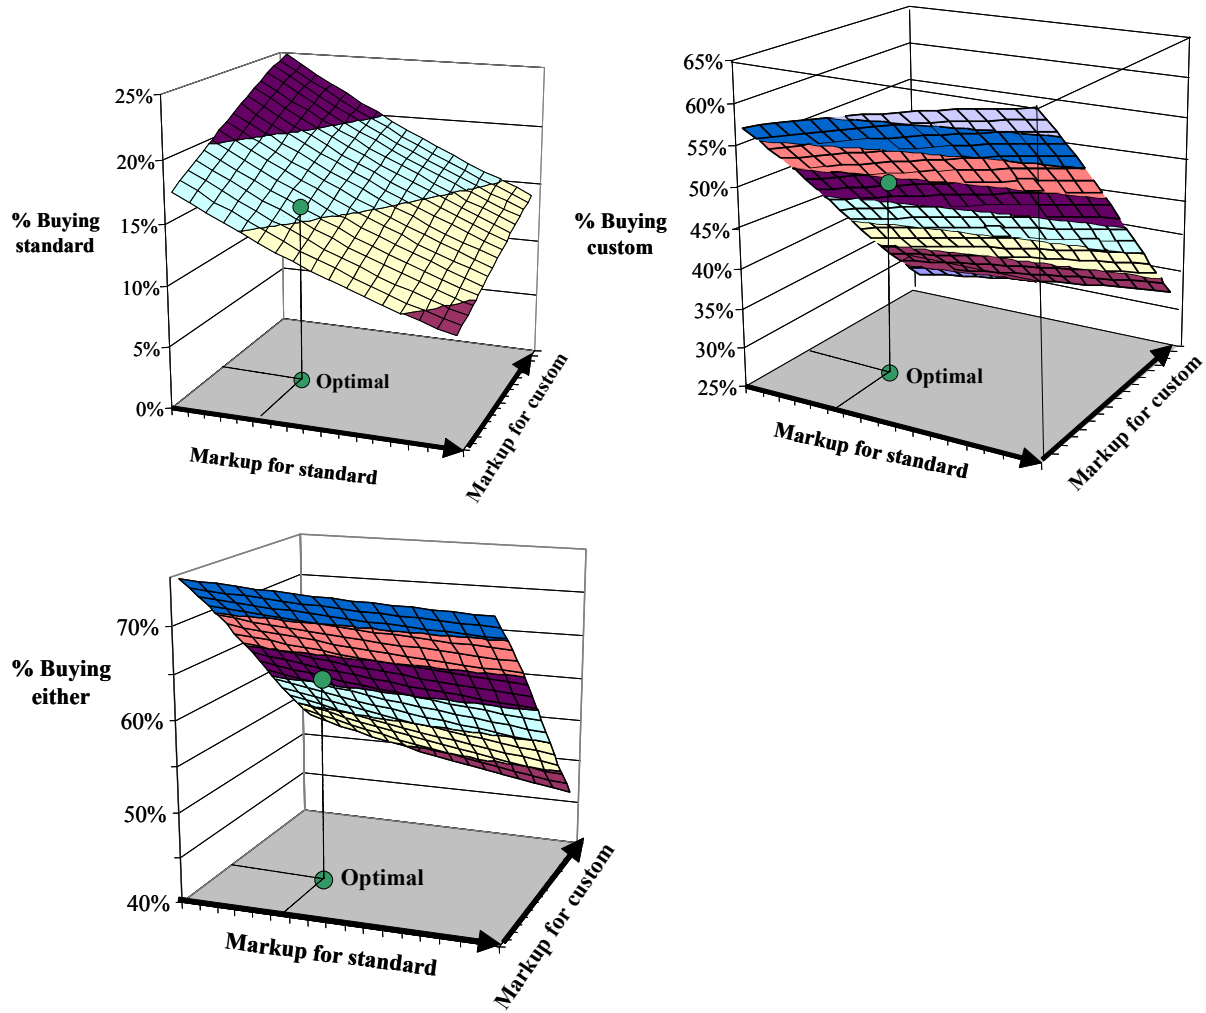 25%
20%
15%
10%
5%
0%
% Buying
standard
Optimal
Markup for standard
Markup for custom
65%
60%
55%
50%
45%
40%
35%
30%
25%
% Buying
custom
Optimal
Markup for standard
Markup for custom
70%
60%
50%
40%
% Buying
either
Optimal
Markup for standard
Markup for custom